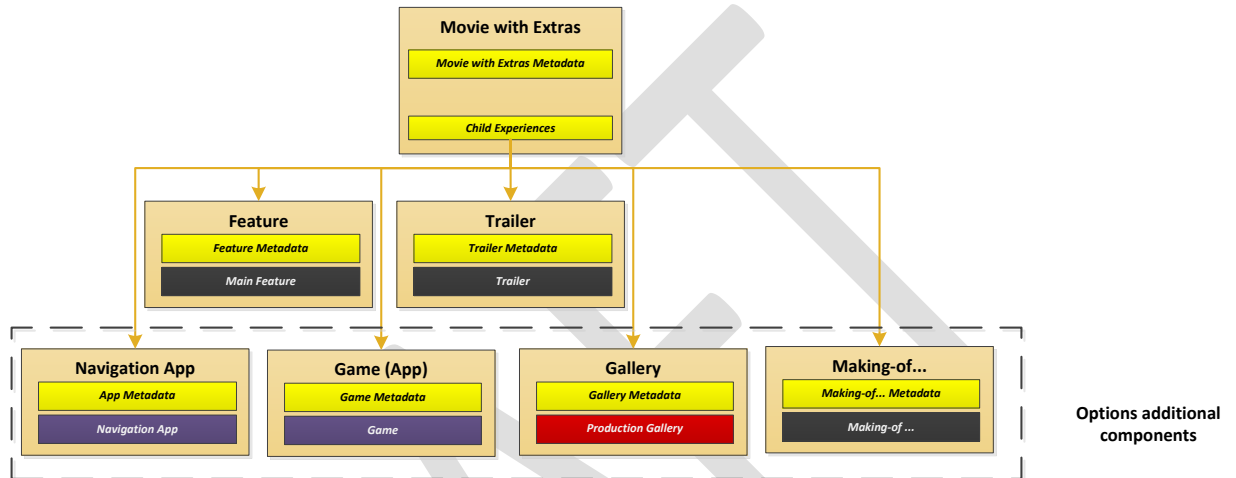 Movie with Extras
Movie with Extras Metadata
Child Experiences
Feature
Feature Metadata
Main Feature
Trailer
Trailer Metadata
Trailer
Navigation App
App Metadata
Navigation App
Game (App)
Game Metadata
Game
Gallery
Gallery Metadata
Production Gallery
Making-of...
Making-of... Metadata
Making-of ...
Options additional
components